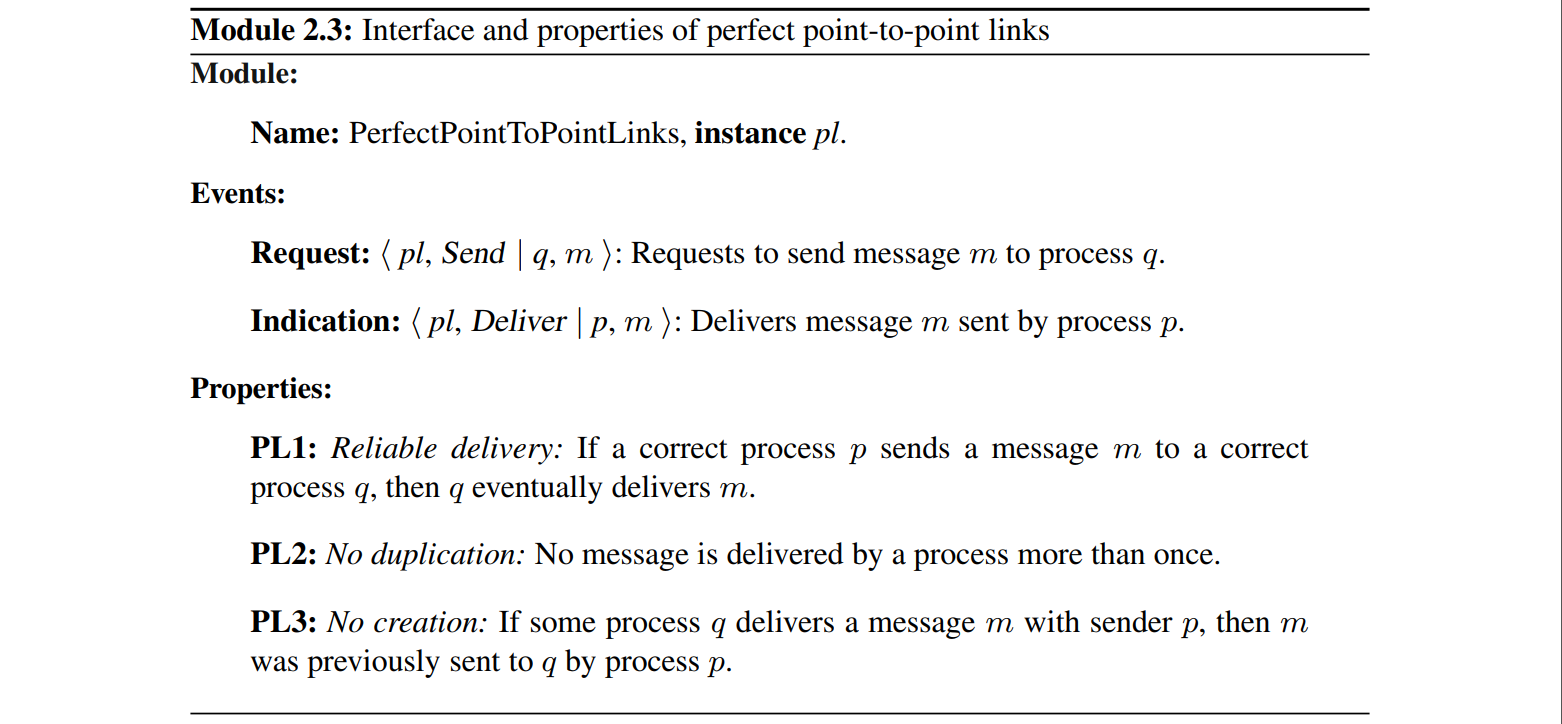 Module 2.3: Interface and properties of perfect point-to-point links
Module:
Name: PerfectPointToPointLinks, instance pl.
Events:
Request: ⟨ pl, Send | q, m ⟩: Requests to send message m to process q.
Indication: ⟨ pl, Deliver | p, m ⟩: Delivers message m sent by process p.
Properties:
PL1: Reliable delivery: If a correct process p sends a message m to a correct
process q, then q eventually delivers m.
PL2: No duplication: No message is delivered by a process more than once.
PL3: No creation: If some process q delivers a message m with sender p, then m
was previously sent to q by process p.